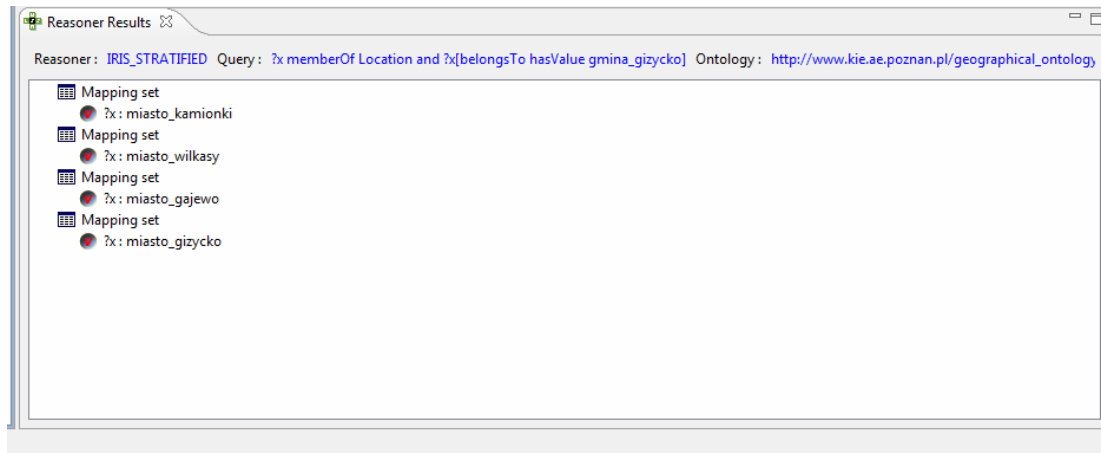 Reasoner Results
Reasoner : IRIS_STRATIFIED Query : ?x memberOf Location and ?x[belongsTo hasValue gmina_gizycko] Ontology : http://www.kie.ae.poznan.pl/geographical_ontology
Mapping set
?x : miasto_kamionki
Mapping set
?x : miasto_wilkasy
Mapping set
?x : miasto_gajewo
Mapping set
?x : miasto_gizycko